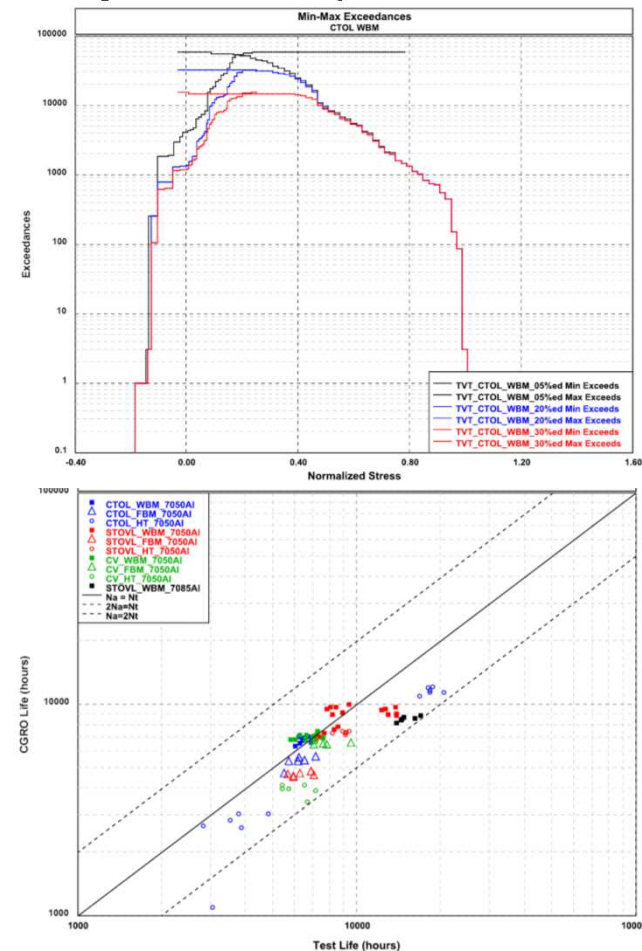 Min-Max Exceedances
CTOL WBM
100000
10000
1000
100
10
1
0.1
Exceedances
TVT_CTOL_WBM_05%ed Min Exceeds
TVT_CTOL_WBM_05%ed Max Exceeds
TVT_CTOL_WBM_20%ed Min Exceeds
TVT_CTOL_WBM_20%ed Max Exceeds
TVT_CTOL_WBM_30%ed Min Exceeds
TVT_CTOL_WBM_30%ed Max Exceeds
-0.40 0.00 0.40 0.80 1.20 1.60
Normalized Stress
100000
CTOL_WBM_7050Al
CTOL_FBM_7050Al
CTOL_HT_7050Al
STOVL_WBM_7050Al
STOVL_FBM_7050Al
STOVL_HT_7050Al
CV_WBM_7050Al
CV_FBM_7050Al
CV_HT_7050Al
STOVL_WBM_7085Al
Na = Nt
2Na=Nt
Na=2Nt
10000
CGRO Life (hours)
1000
1000 10000 1000
Test Life (hours)